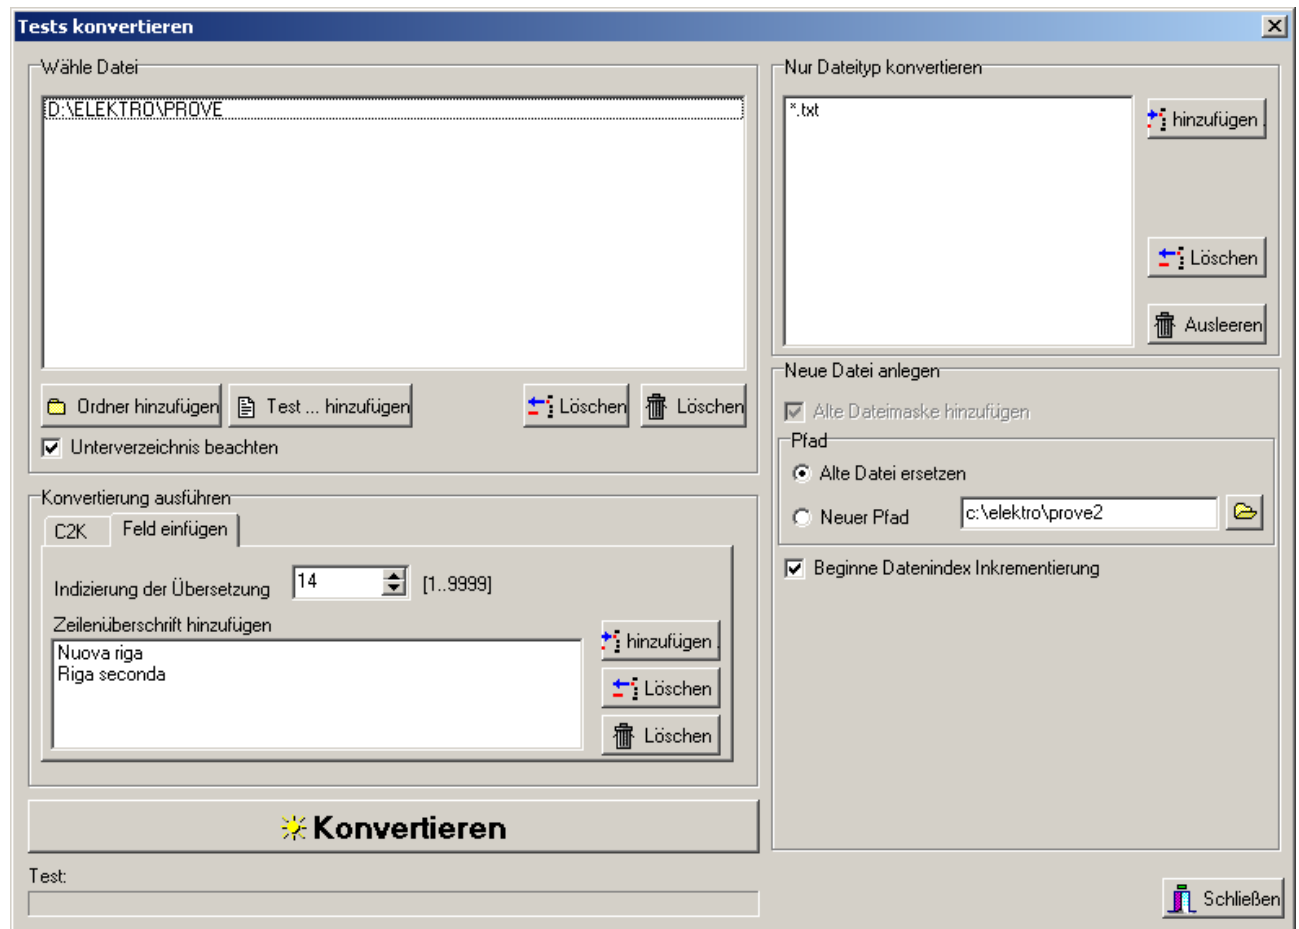 Tests konvertieren
Wähle Datei
D:\ELEKTRO\PROVE
Ordner hinzufügen
Test ... hinzufügen
Löschen
Löschen
Unterverzeichnis beachten
Konvertierung ausführen
C2K
Feld einfügen
Indizierung der Übersetzung
14
[1..9999]
Zeilenüberschrift hinzufügen
Nuova riga
Riga seconda
hinzufügen .
Löschen
Löschen
Konvertieren
Test:
Nur Dateityp konvertieren
*.txt
hinzufügen .
Löschen
Ausleeren
Neue Datei anlegen
Alte Dateimaske hinzufügen
Pfad
Alte Datei ersetzen
Neuer Pfad
c:\elektro\prove2
Beginne Datenindex Inkrementierung
Schließen